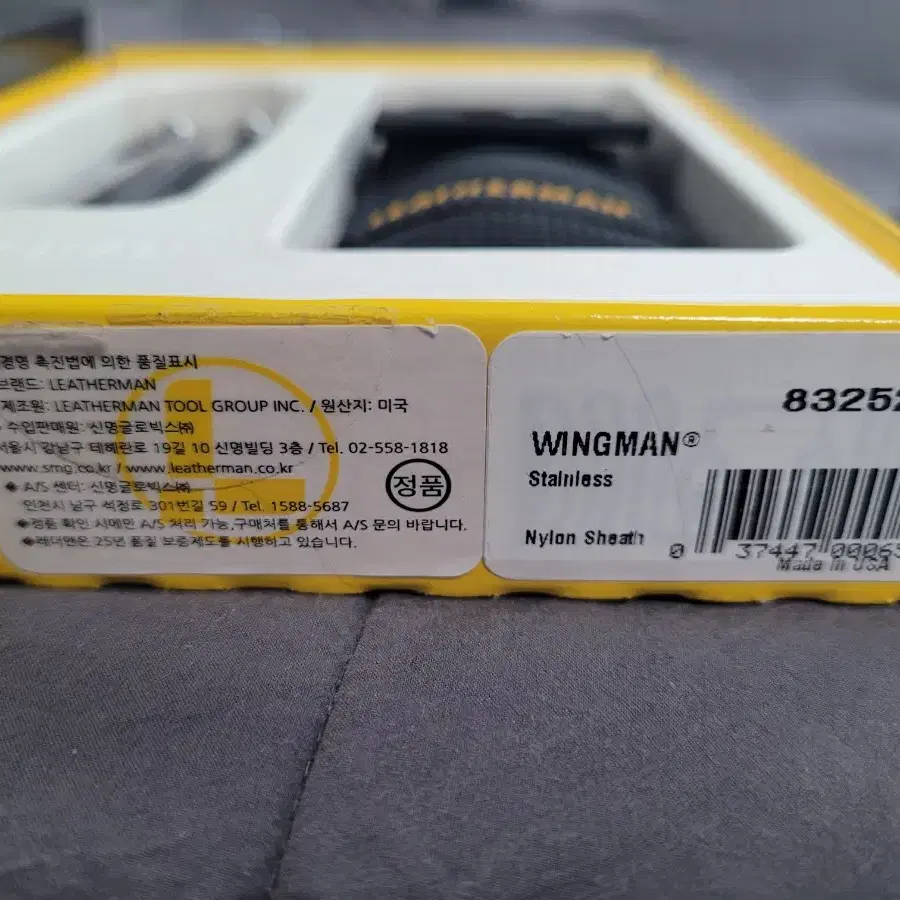 LEATHERMAN
경영 촉진법에 의한 품질표시
브랜드: LEATHERMAN
제조원: LEATHERMAN TOOL GROUP INC. / 원산지: 미국
수입판매원: 신명글로빅스㈜
서울시 강남구 테헤란로 19길 10 신명빌딩 3층 / Tel. 02-558-1818
www.smg.co.kr / www.leatherman.co.kr
◆ A/S 센터: 신명글로빅스㈜
인천시 남구 석정로 301번길 59 / Tel. 1588-5687
◆정품 확인 시에만 A/S 처리 가능,구매처를 통해서 A/S 문의 바랍니다.
◆레더맨은 25년 품질 보증제도를 시행하고 있습니다.
정품
83252
WINGMAN®
Stainless
Nylon Sheath
0 37447 00065
Made in USA